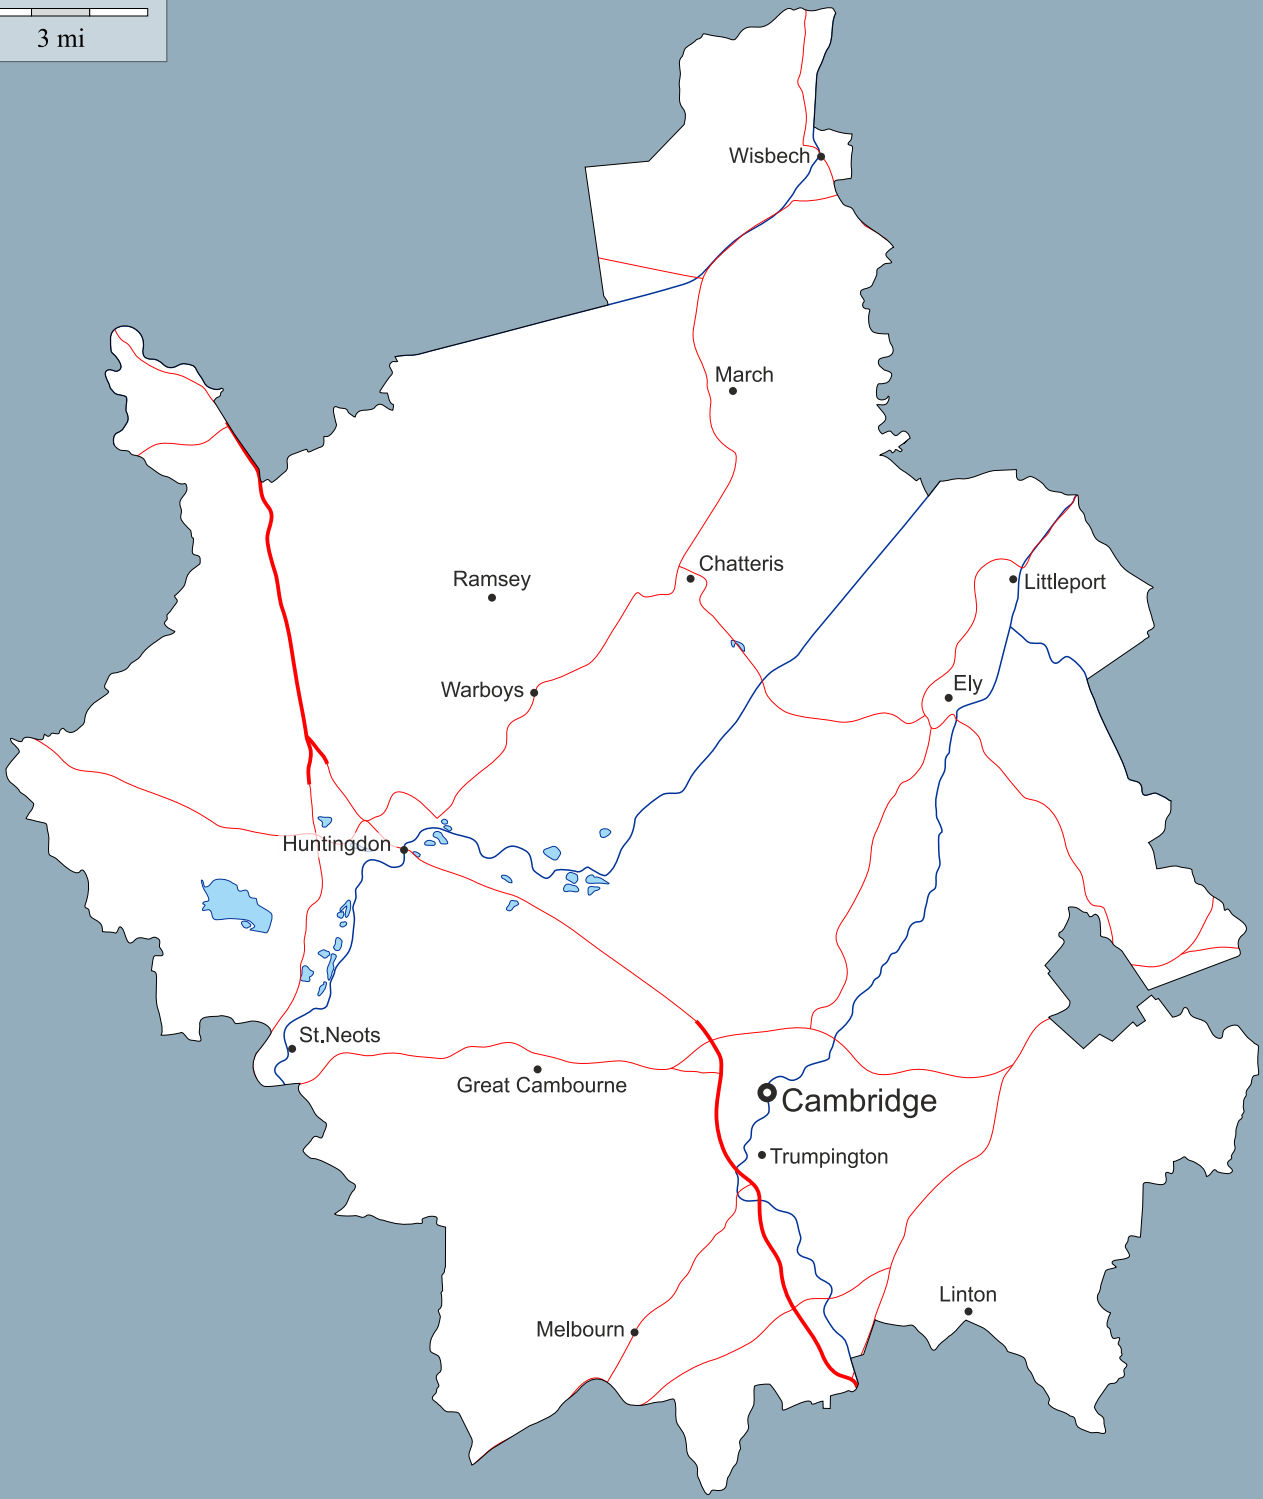 3 mi
Wisbech
March
Chatteris
Ramsey
Littleport
Ely
Warboys
Huntingdon
St.Neots
Great Cambourne
Cambridge
Trumpington
Linton
Melbourn